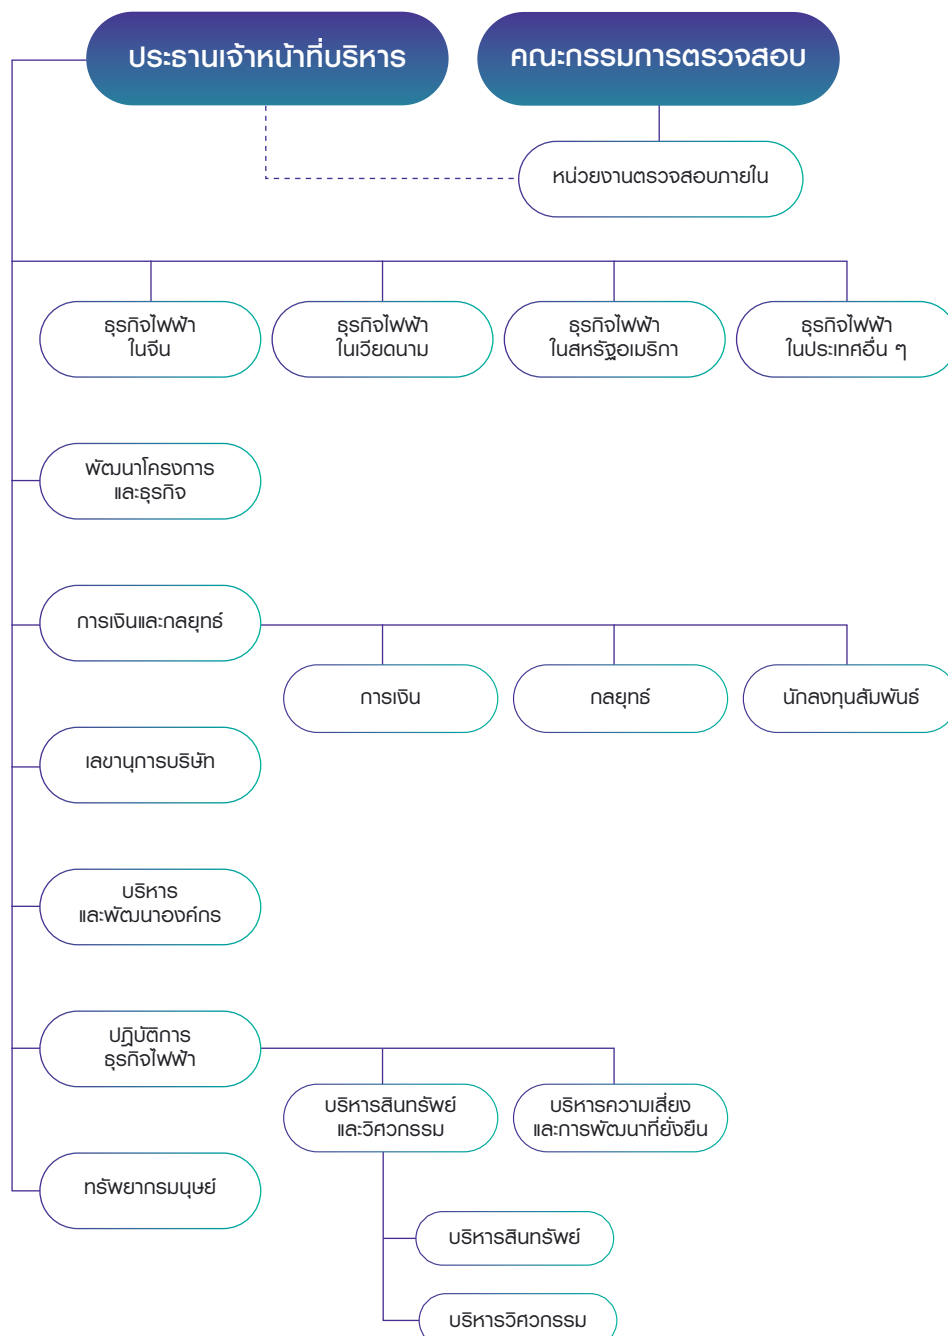 ประธานเจ้าหน้าที่บริหาร
คณะกรรมการตรวจสอบ
หน่วยงานตรวจสอบภายใน
ธุรกิจไฟฟ้า
ในจีน
ธุรกิจไฟฟ้า
ในเวียดนาม
ธุรกิจไฟฟ้า
ในสหรัฐอเมริกา
ธุรกิจไฟฟ้า
ในประเทศอื่น ๆ
พัฒนาโครงการ
และธุรกิจ
การเงินและกลยุทธ์
การเงิน
กลยุทธ์
นักลงทุนสัมพันธ์
เลขานุการบริษัท
บริหาร
และพัฒนาองค์กร
ปฏิบัติการ
ธุรกิจไฟฟ้า
บริหารสินทรัพย์
และวิศวกรรม
บริหารความเสี่ยง
และการพัฒนาที่ยั่งยืน
ทรัพยากรมนุษย์
บริหารสินทรัพย์
บริหารวิศวกรรม